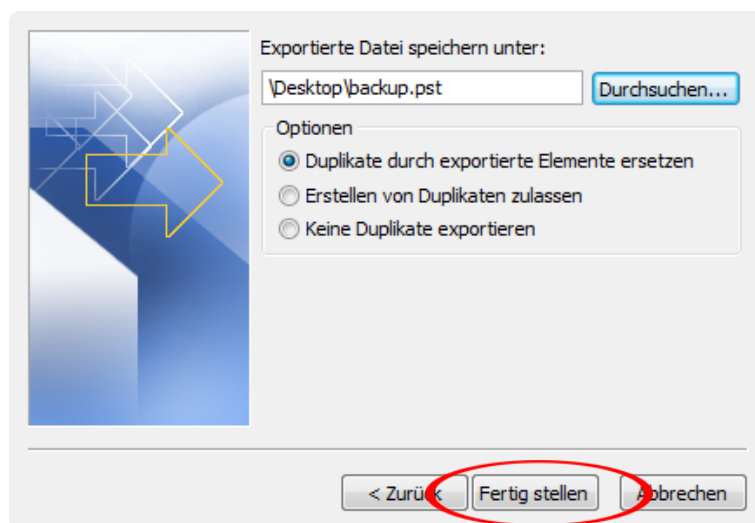 Exportierte Datei speichern unter:
\Desktop\backup.pst
Durchsuchen...
Optionen
Duplikate durch exportierte Elemente ersetzen
Erstellen von Duplikaten zulassen
Keine Duplikate exportieren
< Zurück
Fertig stellen
Abbrechen